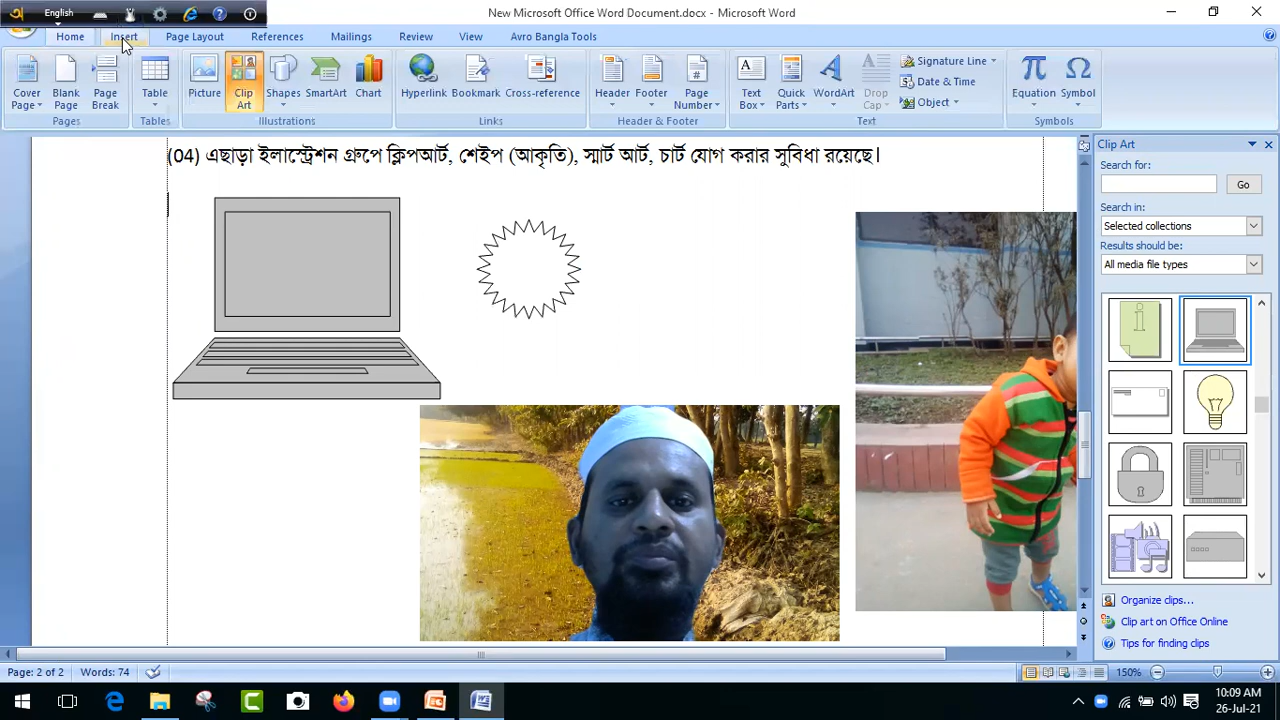 English
New Microsoft Office Word Document.docx - Microsoft Word
Home Insert Page Layout References Mailings Review View Avro Bangla Tools
Cover Page
Blank Page
Page Break
Table
Picture
Clip Art
Shapes
SmartArt
Chart
Hyperlink
Bookmark
Cross-reference
Header
Footer
Page Number
Text Box
Quick Parts
WordArt
Drop Cap
Signature Line
Date & Time
Object
Equation
Symbol
Pages Tables Illustrations Links Header & Footer Text Symbols
(04) এছাড়া ইলাস্ট্রেশন গ্রুপে ক্লিপআর্ট, শেইপ (আকৃতি), স্মার্ট আর্ট, চার্ট যোগ করার সুবিধা রয়েছে।
Clip Art
Search for:
Go
Search in:
Selected collections
Results should be:
All media file types
Organize clips...
Clip art on Office Online
Tips for finding clips
Page: 2 of 2 Words: 74
150%
10:09 AM
26-Jul-21